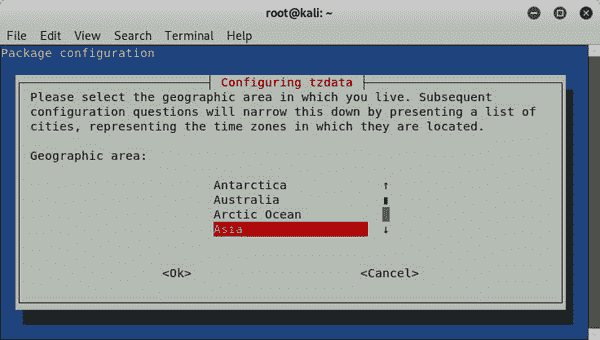 root@kali: ~
File Edit View Search Terminal Help
Package configuration
Configuring tzdata
Please select the geographic area in which you live. Subsequent
configuration questions will narrow this down by presenting a list of
cities, representing the time zones in which they are located.
Geographic area:
Antarctica
Australia
Arctic Ocean
Asia
<Ok> <Cancel>